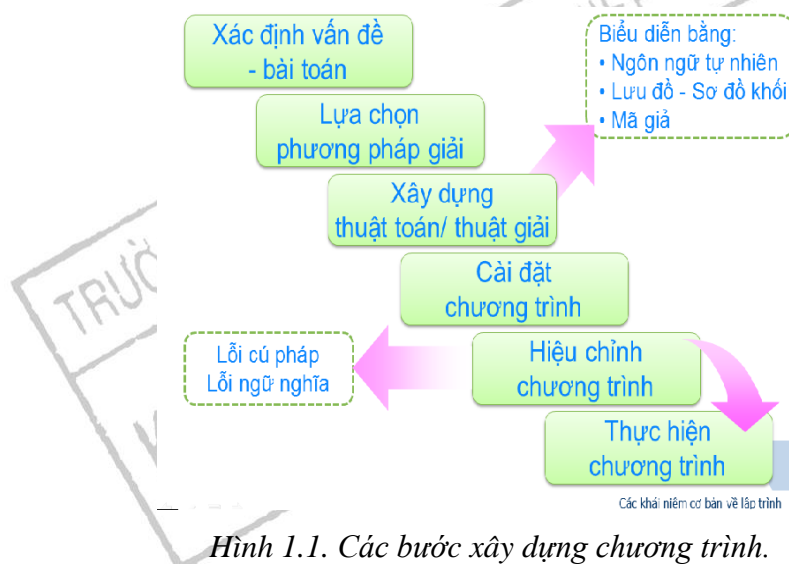 Xác định vấn đề
- bài toán
Biểu diễn bằng:
• Ngôn ngữ tự nhiên
• Lưu đồ - Sơ đồ khối
• Mã giả
Lựa chọn
phương pháp giải
Xây dựng
thuật toán/ thuật giải
Cài đặt
chương trình
Lỗi cú pháp
Lỗi ngữ nghĩa
Hiệu chỉnh
chương trình
Thực hiện
chương trình
Các khái niệm cơ bản về lập trình
Hình 1.1. Các bước xây dựng chương trình.
TRƯỜ